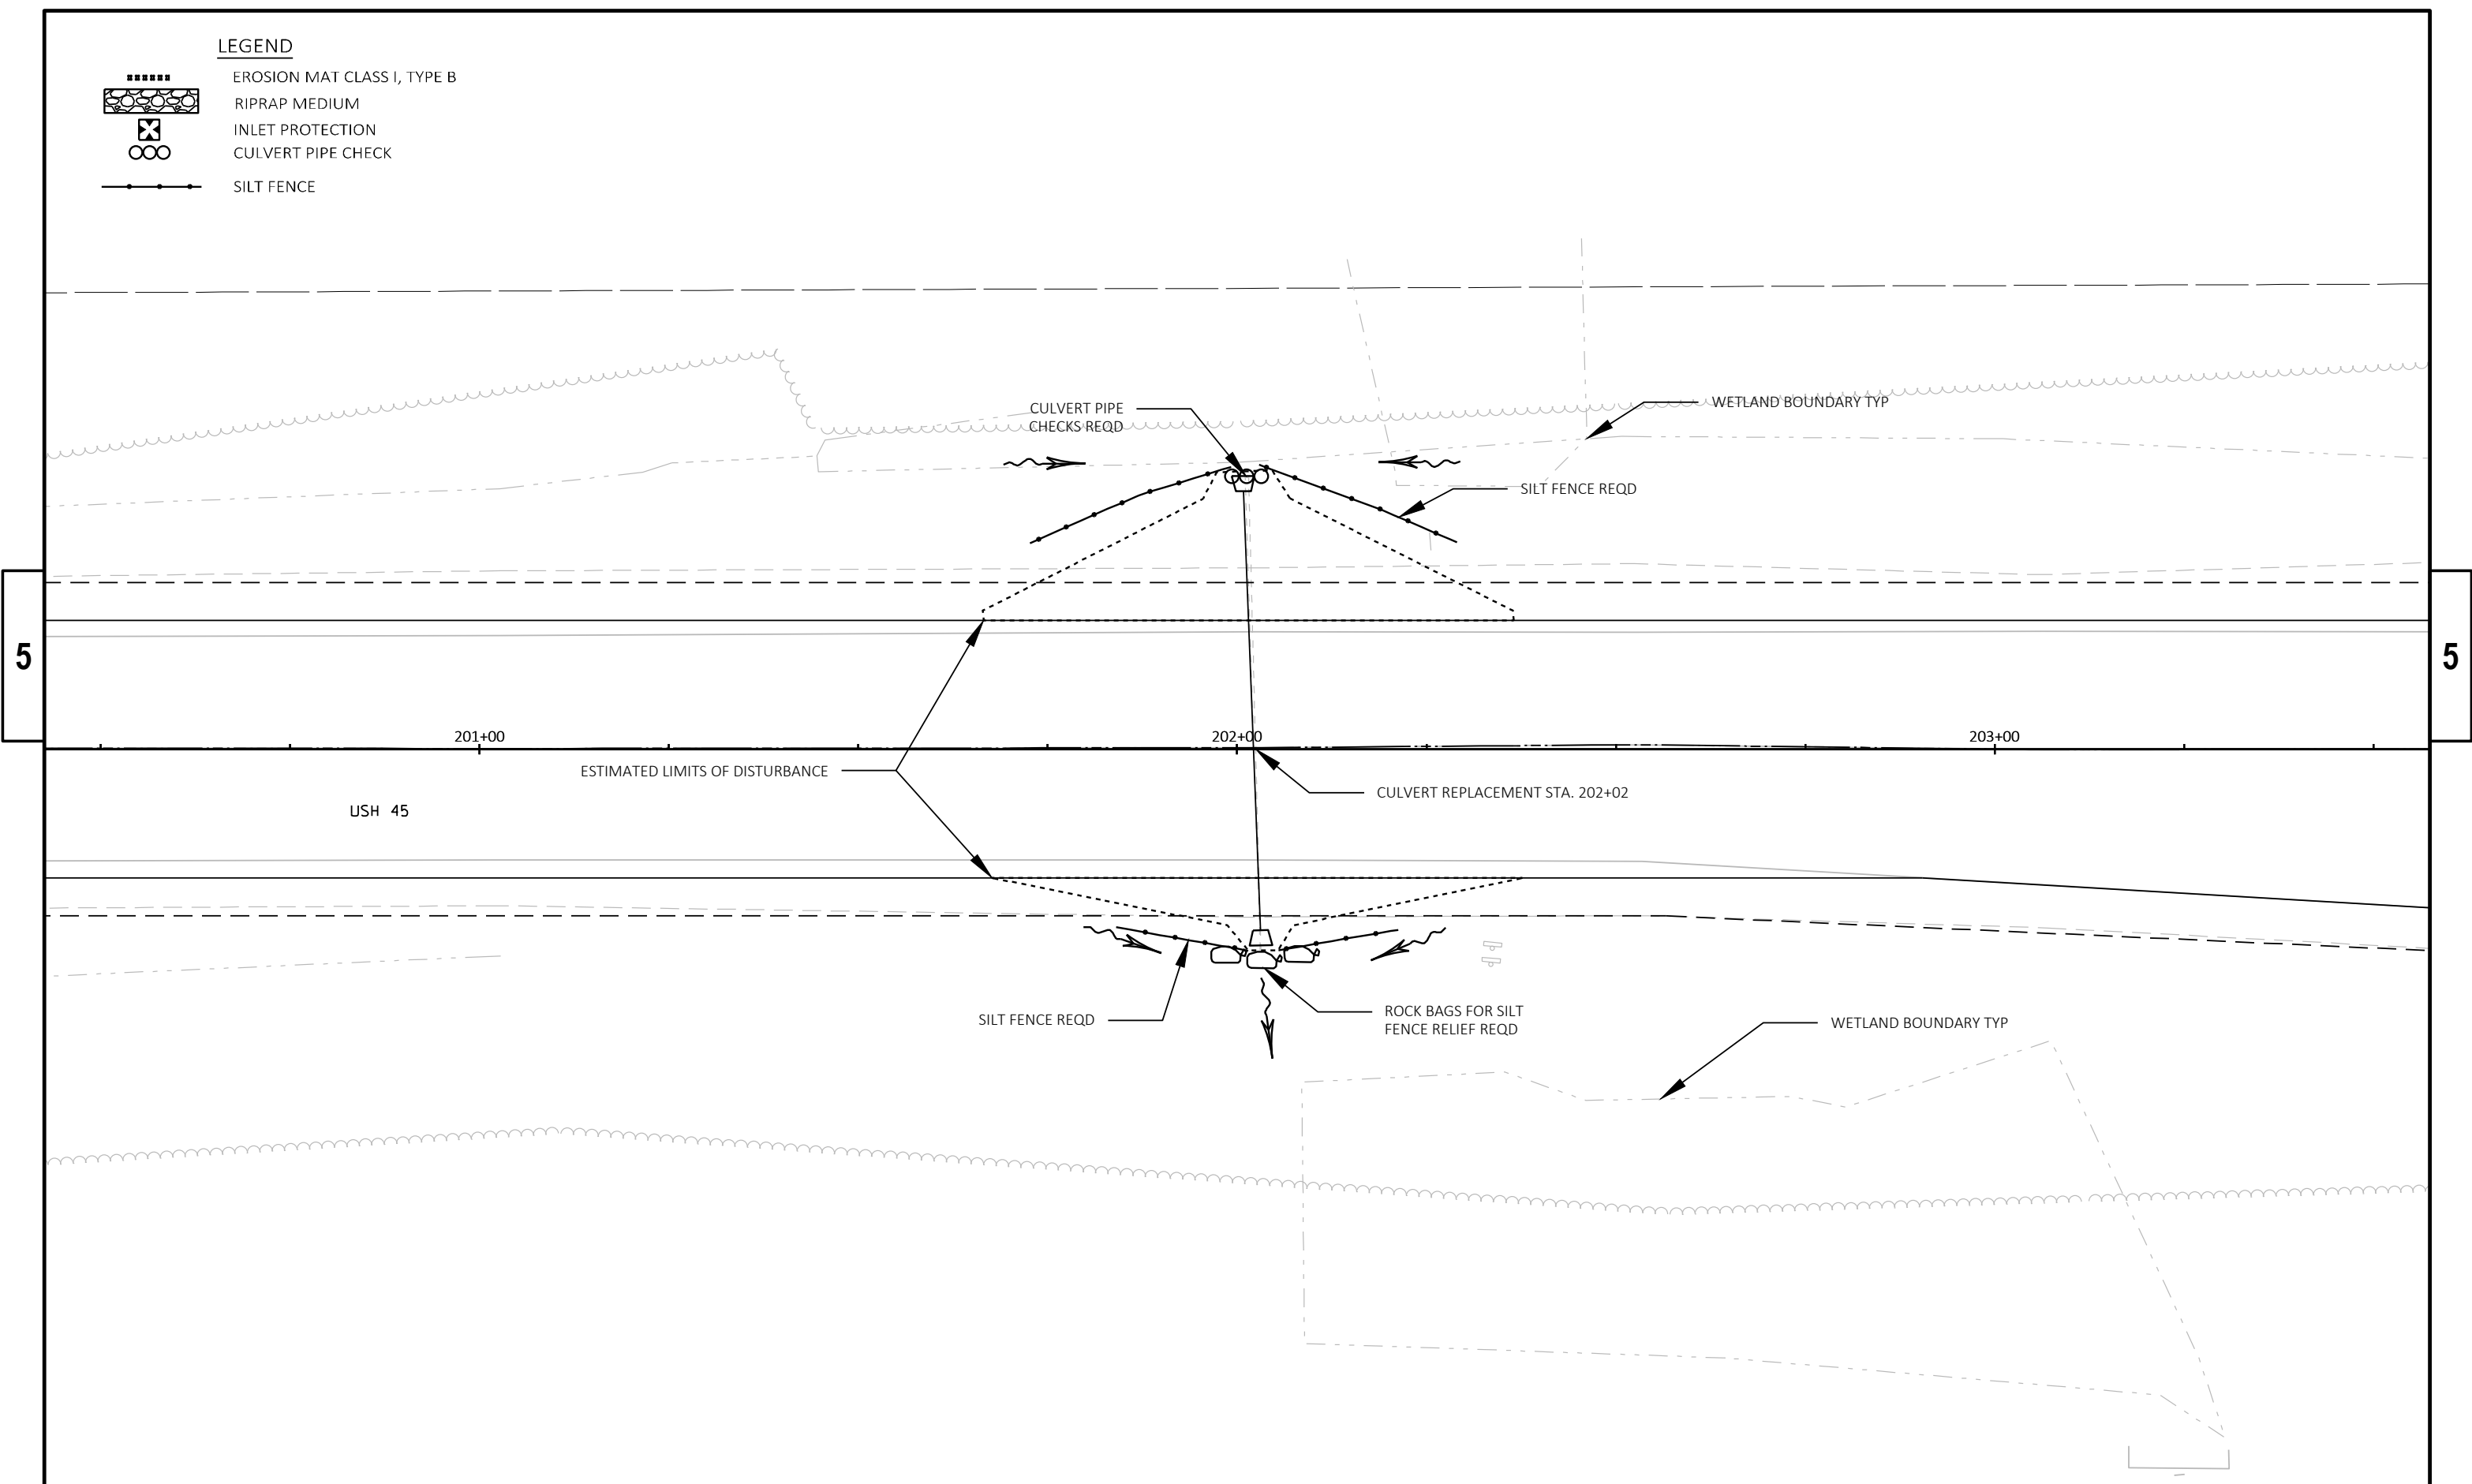 LEGEND
EROSION MAT CLASS I, TYPE B
RIPRAP MEDIUM
INLET PROTECTION
CULVERT PIPE CHECK
SILT FENCE
CULVERT PIPE
CHECKS REQD
WETLAND BOUNDARY TYP
SILT FENCE REQD
5
5
201+00
202+00
203+00
ESTIMATED LIMITS OF DISTURBANCE
CULVERT REPLACEMENT STA. 202+02
USH 45
SILT FENCE REQD
ROCK BAGS FOR SILT
FENCE RELIEF REQD
WETLAND BOUNDARY TYP